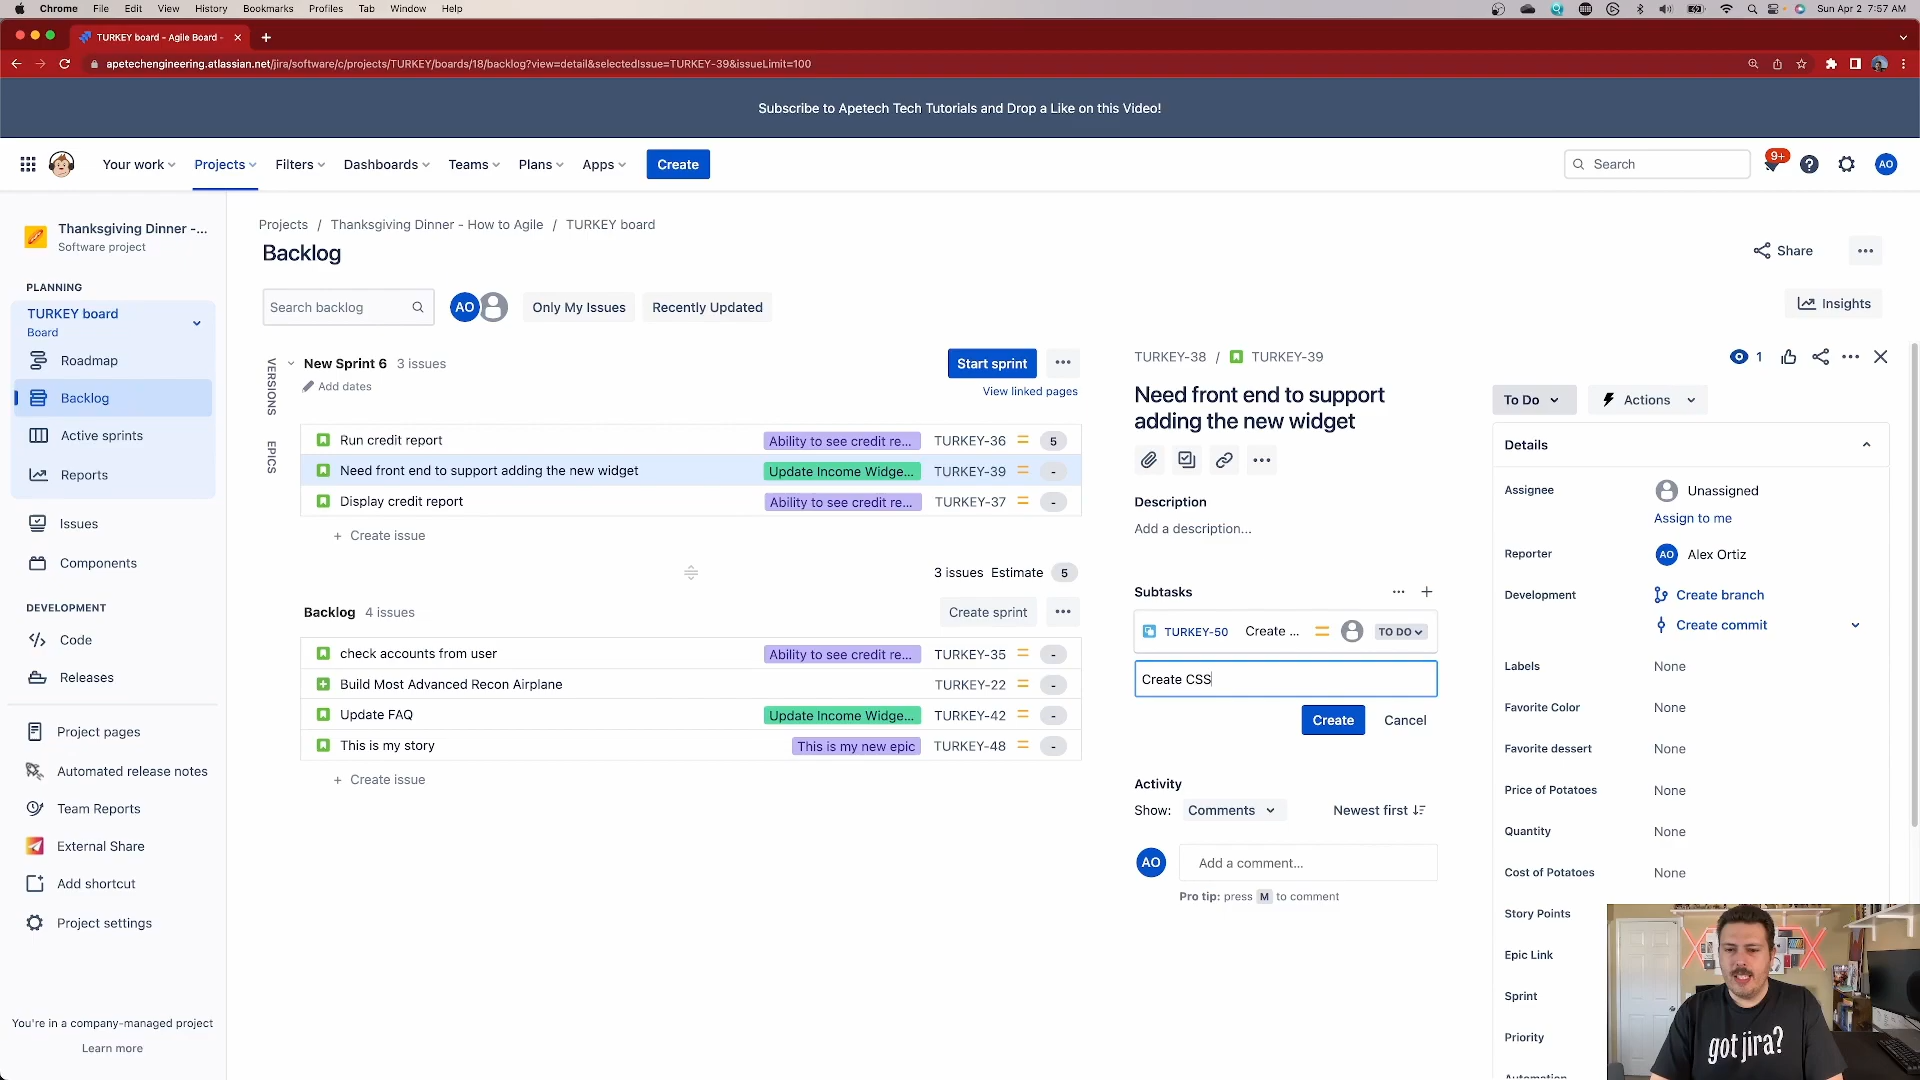 Chrome File Edit View History Bookmarks Profiles Tab Window Help
Sun Apr 2 7:57 AM
TURKEY board - Agile Board -
apetechengineering.atlassian.net/jira/software/c/projects/TURKEY/boards/18/backlog?view=detail&selectedIssue=TURKEY-39&issueLimit=100
Subscribe to Apetech Tech Tutorials and Drop a Like on this Video!
Your work Projects Filters Dashboards Teams Plans Apps Create
Search
9+
AO
Thanksgiving Dinner -...
Software project
PLANNING
TURKEY board
Board
Roadmap
Backlog
Active sprints
Reports
Issues
Components
DEVELOPMENT
Code
Releases
Project pages
Automated release notes
Team Reports
External Share
Add shortcut
Project settings
You're in a company-managed project
Learn more
Projects / Thanksgiving Dinner - How to Agile / TURKEY board
Backlog
Share
Search backlog
AO
Only My Issues
Recently Updated
Insights
VERSIONS
EPICS
New Sprint 6 3 issues
Start sprint
Add dates
View linked pages
Run credit report Ability to see credit re... TURKEY-36 5
Need front end to support adding the new widget Update Income Widge... TURKEY-39 -
Display credit report Ability to see credit re... TURKEY-37 -
+ Create issue
3 issues Estimate 5
Backlog 4 issues
Create sprint
check accounts from user Ability to see credit re... TURKEY-35 -
Build Most Advanced Recon Airplane TURKEY-22 -
Update FAQ Update Income Widge... TURKEY-42 -
This is my story This is my new epic TURKEY-48 -
+ Create issue
TURKEY-38 / TURKEY-39
1
Need front end to support
adding the new widget
Description
Add a description...
Subtasks
TURKEY-50 Create ... TO DO
Create CSS
Create Cancel
Activity
Show: Comments Newest first
AO
Add a comment...
Pro tip: press M to comment
To Do
Actions
Details
Assignee Unassigned
Assign to me
Reporter AO Alex Ortiz
Development Create branch
Create commit
Labels None
Favorite Color None
Favorite dessert None
Price of Potatoes None
Quantity None
Cost of Potatoes None
Story Points
Epic Link
Sprint
Priority
Automation
got jira?